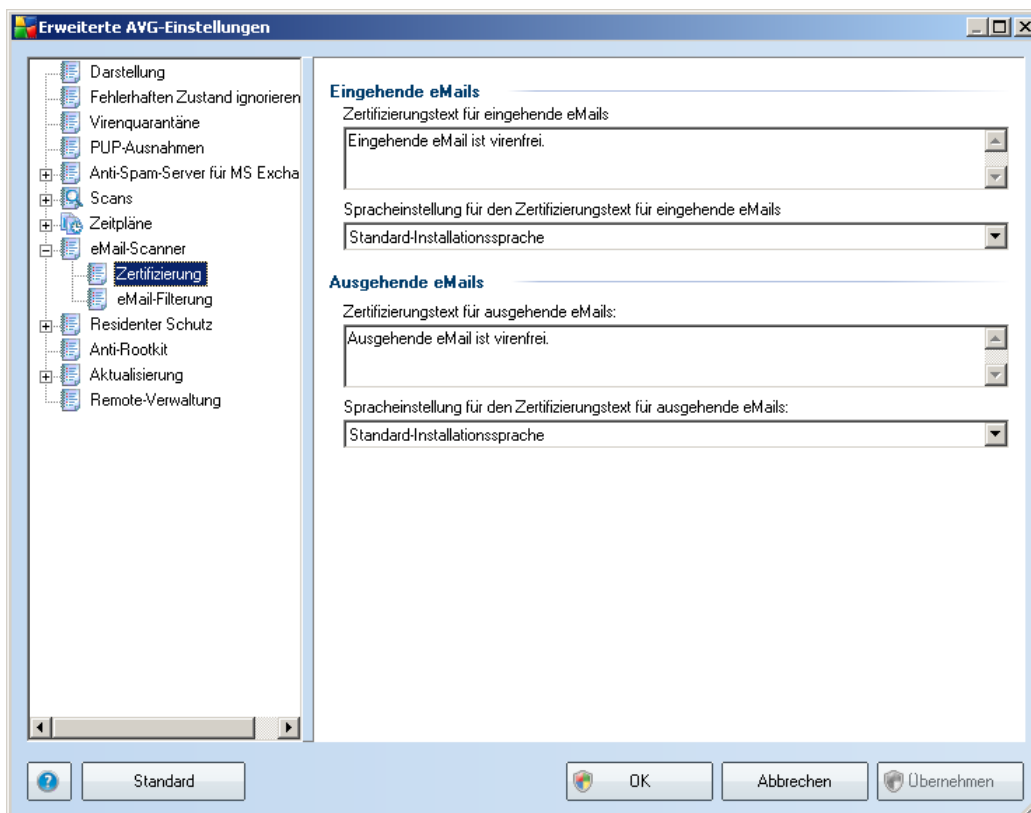 Erweiterte AVG-Einstellungen
Darstellung
Fehlerhaften Zustand ignorieren
Virenquarantäne
PUP-Ausnahmen
Anti-Spam-Server für MS Excha
Scans
Zeitpläne
eMail-Scanner
Zertifizierung
eMail-Filterung
Residenter Schutz
Anti-Rootkit
Aktualisierung
Remote-Verwaltung
Eingehende eMails
Zertifizierungstext für eingehende eMails
Eingehende eMail ist virenfrei.
Spracheinstellung für den Zertifizierungstext für eingehende eMails
Standard-Installationssprache
Ausgehende eMails
Zertifizierungstext für ausgehende eMails:
Ausgehende eMail ist virenfrei.
Spracheinstellung für den Zertifizierungstext für ausgehende eMails:
Standard-Installationssprache
Standard
OK
Abbrechen
Übernehmen